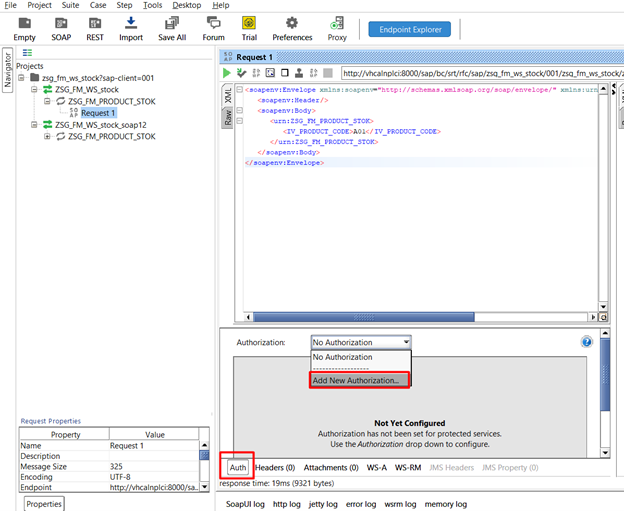 File Project Suite Case Step Tools Desktop Help
Empty SOAP REST Import Save All Forum Trial Preferences Proxy Endpoint Explorer
Navigator
Projects
zsg_fm_ws_stock?sap-client=001
ZSG_FM_WS_stock
ZSG_FM_PRODUCT_STOK
SO AP Request 1
ZSG_FM_WS_stock_soap12
ZSG_FM_PRODUCT_STOK
SO AP Request 1
http://vhcalnplci:8000/sap/bc/srt/rfc/sap/zsq_fm_ws_stock/001/zsq_fm_ws_stock/z
XML
Raw
<soapenv:Envelope xmlns:soapenv="http://schemas.xmlsoap.org/soap/envelope/" xmlns:urn
<soapenv:Header/>
<soapenv:Body>
<urn:ZSG_FM_PRODUCT_STOK>
<IV_PRODUCT_CODE>A01</IV_PRODUCT_CODE>
</urn:ZSG_FM_PRODUCT_STOK>
</soapenv:Body>
</soapenv:Envelope>
Authorization: No Authorization
No Authorization
------------------
Add New Authorization...
Not Yet Configured
Authorization has not been set for protected services.
Use the Authorization drop down to configure.
Auth Headers (0) Attachments (0) WS-A WS-RM JMS Headers JMS Property (0)
response time: 19ms (9321 bytes)
Request Properties
Property Value
Name Request 1
Description
Message Size 325
Encoding UTF-8
Endpoint http://vhcalnplci:8000/sa...
Properties
SoapUI log http log jetty log error log wsrm log memory log